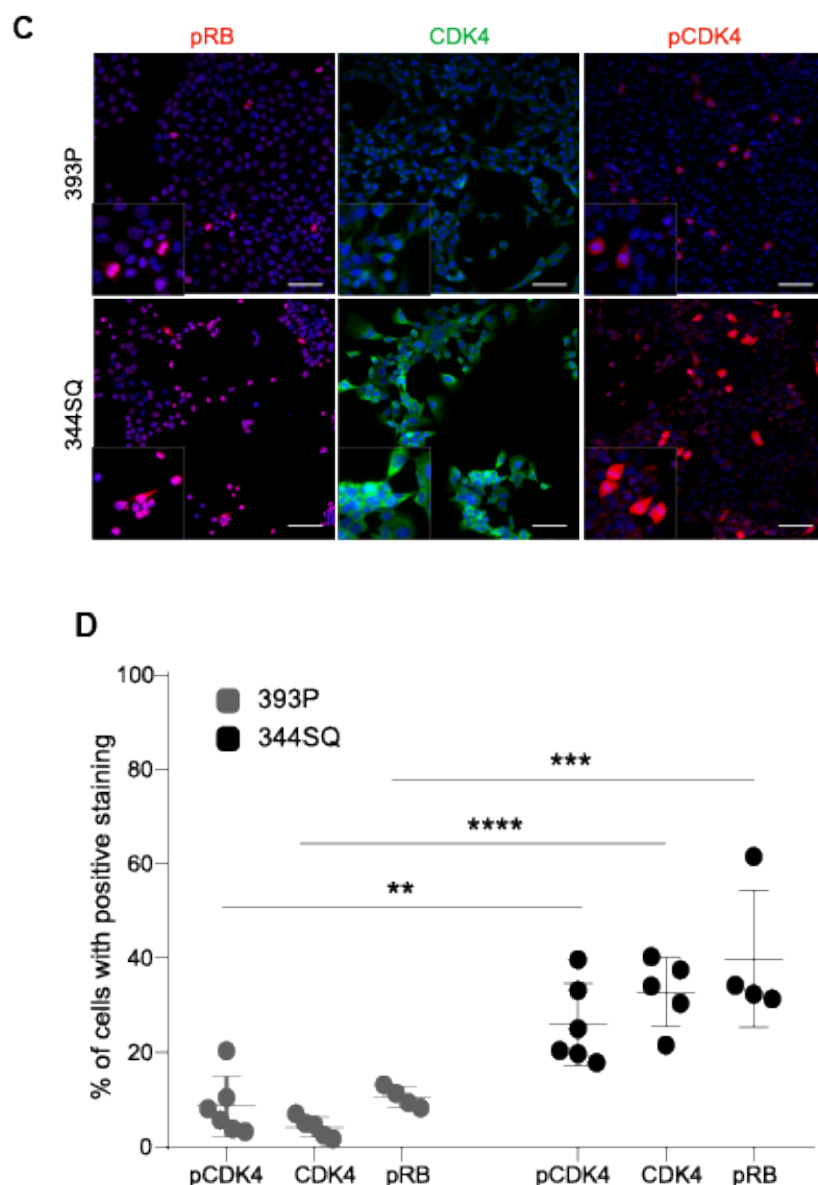 C
pRB CDK4 pCDK4
393P
344SQ
D
% of cells with positive staining
100
80
60
40
20
0
393P
344SQ
***
****
**
pCDK4 CDK4 pRB pCDK4 CDK4 pRB